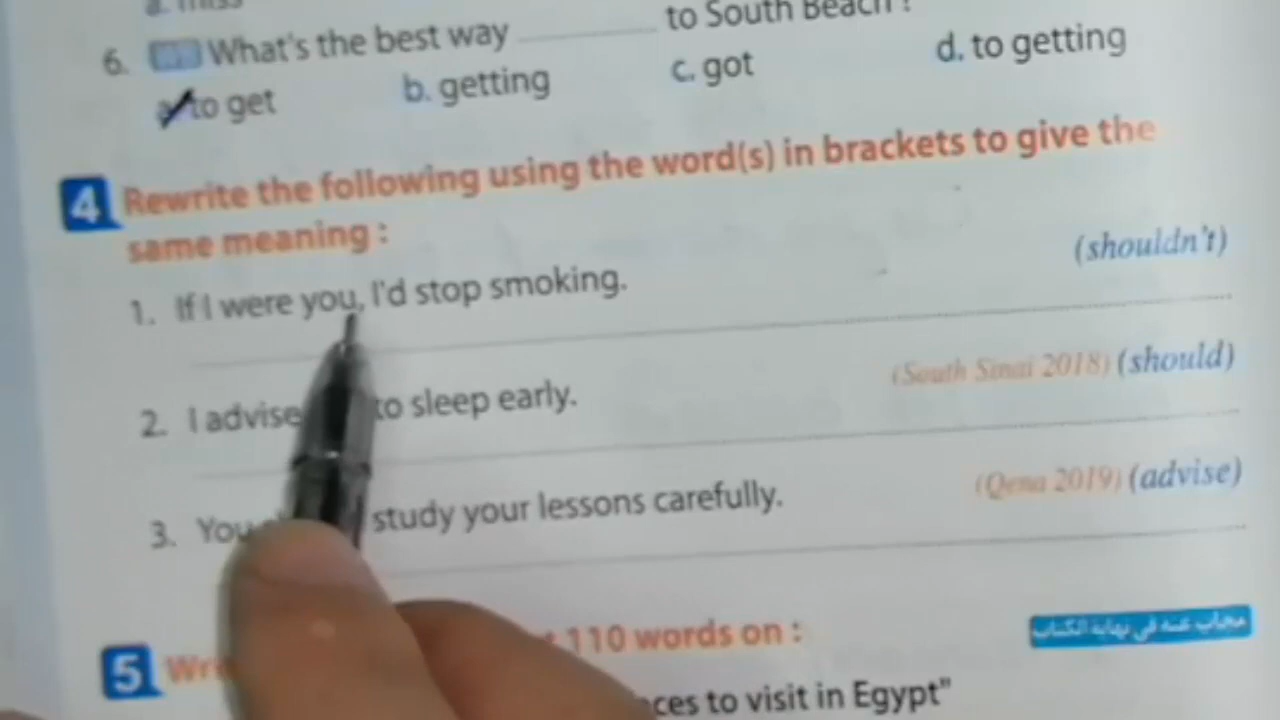 6. What's the best way to South Beach?
to get b. getting c. got d. to getting
4 Rewrite the following using the word(s) in brackets to give the
same meaning :
1. If I were you, I'd stop smoking. (shouldn't)
2. I advise to sleep early. (South Sinai 2018) (should)
3. You study your lessons carefully. (Qena 2019) (advise)
مجاب عنه في نهاية الكتاب
5 110 words on :
to visit in Egypt"